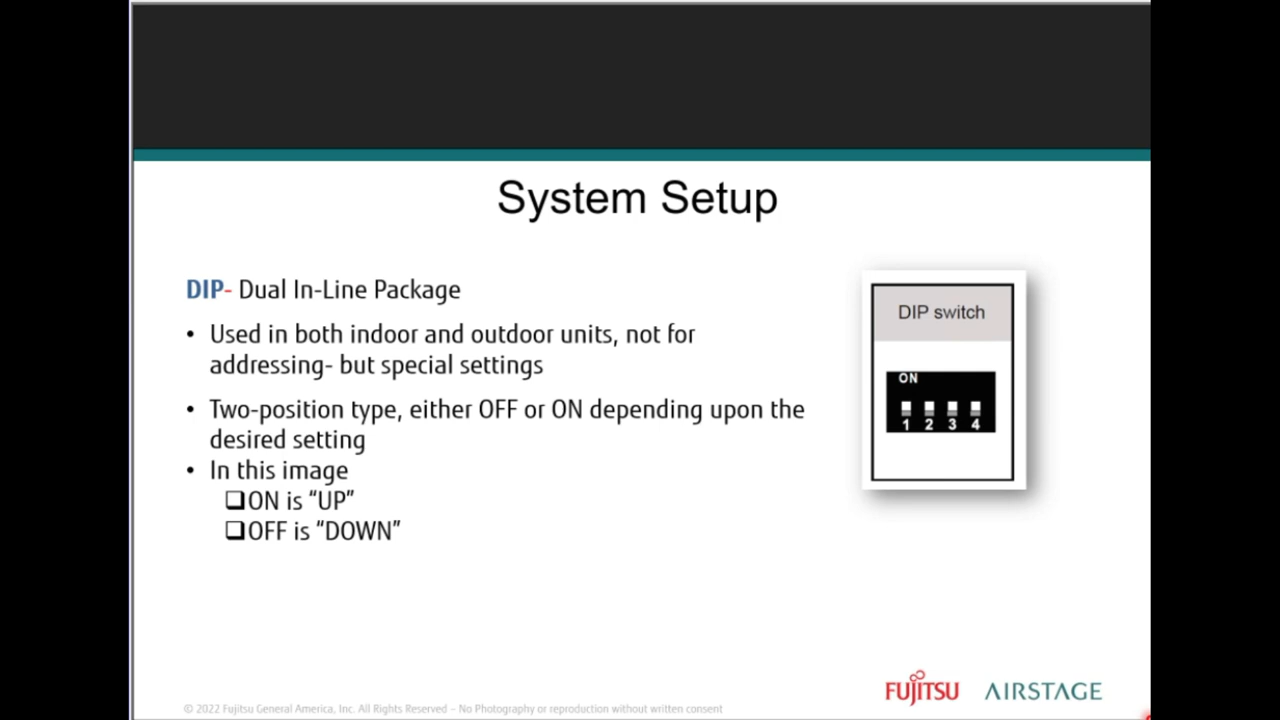 System Setup
DIP- Dual In-Line Package
• Used in both indoor and outdoor units, not for
addressing- but special settings
• Two-position type, either OFF or ON depending upon the
desired setting
• In this image
❑ON is “UP”
❑OFF is “DOWN”
DIP switch
ON
1 2 3 4
FUJITSU AIRSTAGE
© 2022 Fujitsu General America, Inc. All Rights Reserved – No Photography or reproduction without written consent